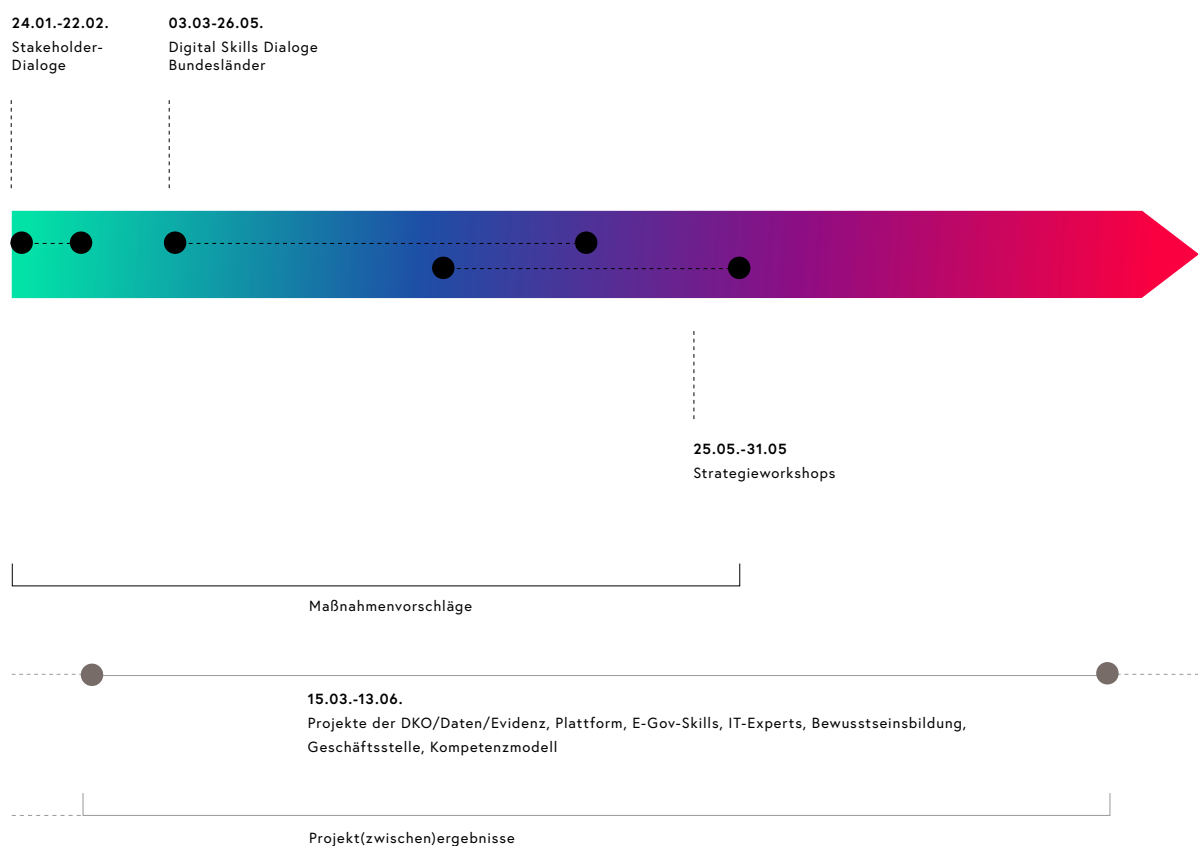 24.01.-22.02.
Stakeholder-
Dialoge
03.03-26.05.
Digital Skills Dialoge
Bundesländer
25.05.-31.05
Strategieworkshops
Maßnahmenvorschläge
15.03.-13.06.
Projekte der DKO/Daten/Evidenz, Plattform, E-Gov-Skills, IT-Experts, Bewusstseinsbildung,
Geschäftsstelle, Kompetenzmodell
Projekt(zwischen)ergebnisse